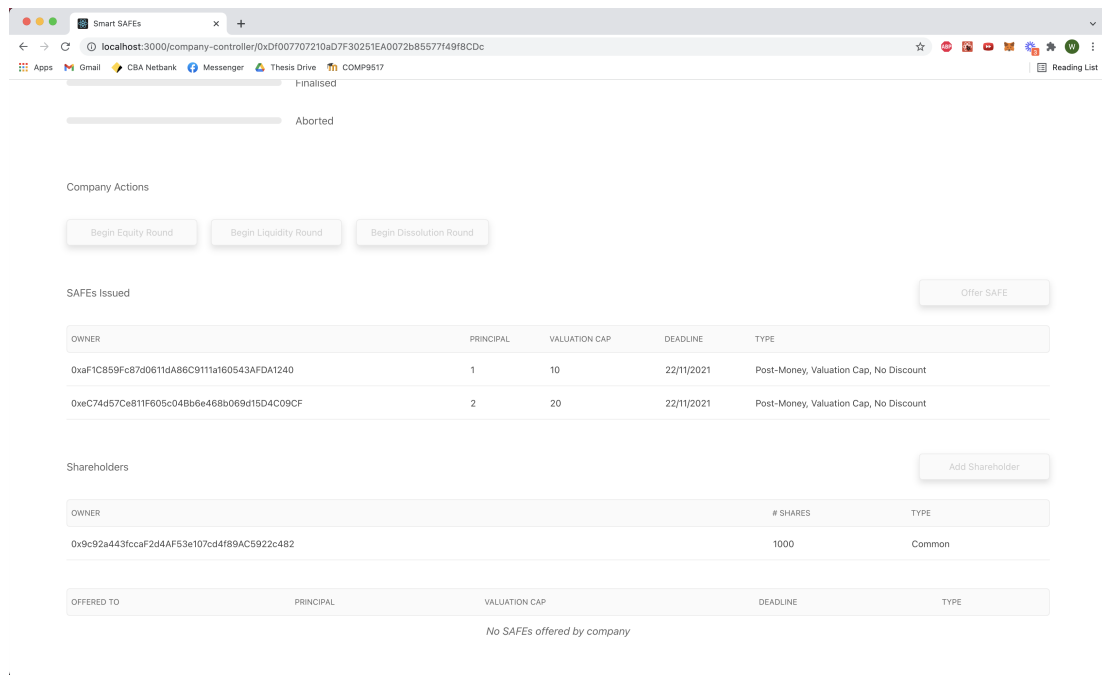 Smart SAFEs
localhost:3000/company-controller/0xDf007707210aD7F30251EA0072b85577f49f8CDc
Apps Gmail CBA Netbank Messenger Thesis Drive COMP9517 Reading List
Finalised
Aborted
Company Actions
Begin Equity Round Begin Liquidity Round Begin Dissolution Round
SAFEs Issued Offer SAFE
OWNER PRINCIPAL VALUATION CAP DEADLINE TYPE
0xaF1C859Fc87d0611dA86C9111a160543AFDA1240 1 10 22/11/2021 Post-Money, Valuation Cap, No Discount
0xeC74d57Ce811F605c04Bb6e468b069d15D4C09CF 2 20 22/11/2021 Post-Money, Valuation Cap, No Discount
Shareholders Add Shareholder
OWNER # SHARES TYPE
0x9c92a443fccaF2d4AF53e107cd4f89AC5922c482 1000 Common
OFFERED TO PRINCIPAL VALUATION CAP DEADLINE TYPE
No SAFEs offered by company